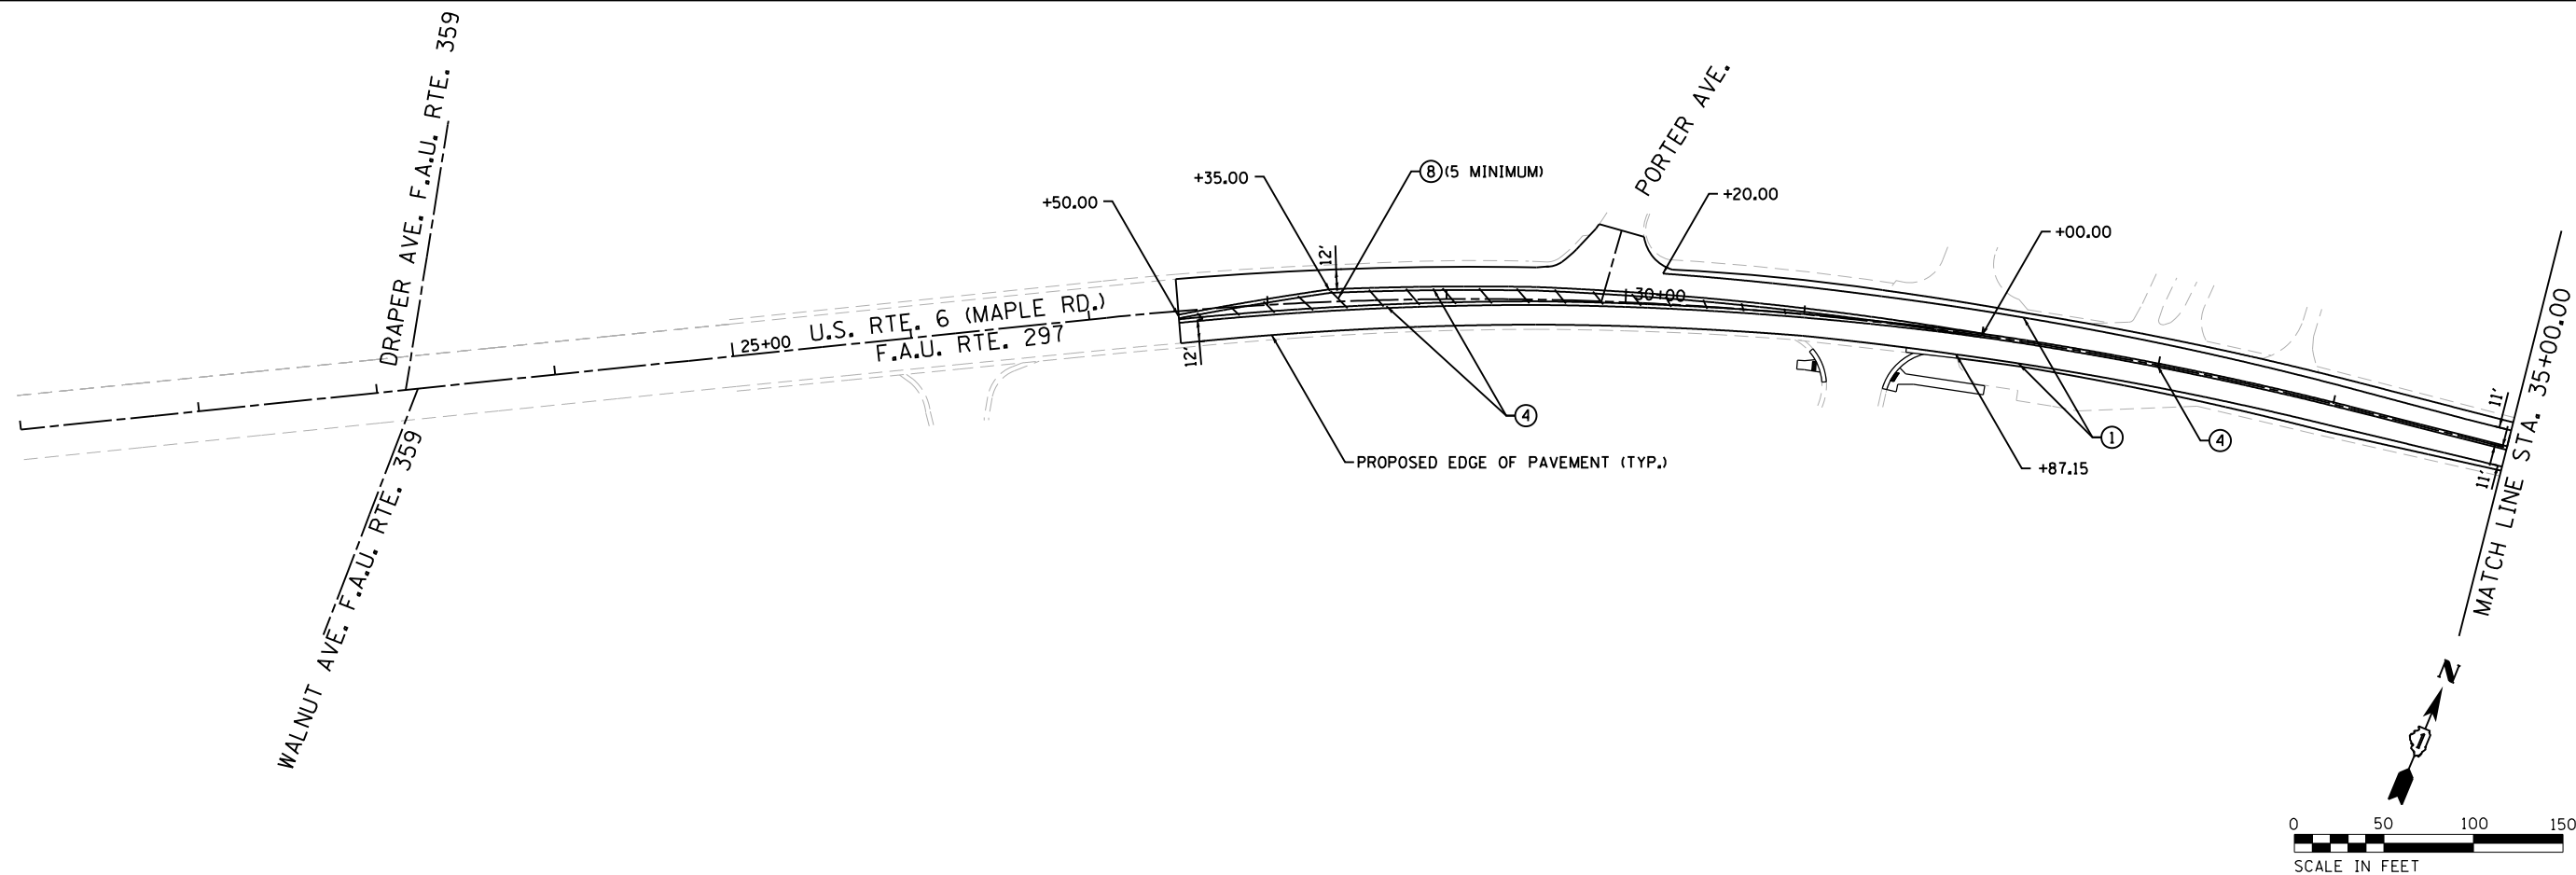 DRAPER AVE. F.A.U. RTE. 359
WALNUT AVE. F.A.U. RTE. 359
25+00
U.S. RTE. 6 (MAPLE RD.)
F.A.U. RTE. 297
+50.00
+35.00
12'
12'
8 (5 MINIMUM)
PORTER AVE.
+20.00
30+00
+00.00
4
PROPOSED EDGE OF PAVEMENT (TYP.)
1
4
+87.15
11'
11'
MATCH LINE STA. 35+00.00
N
0 50 100 150
SCALE IN FEET